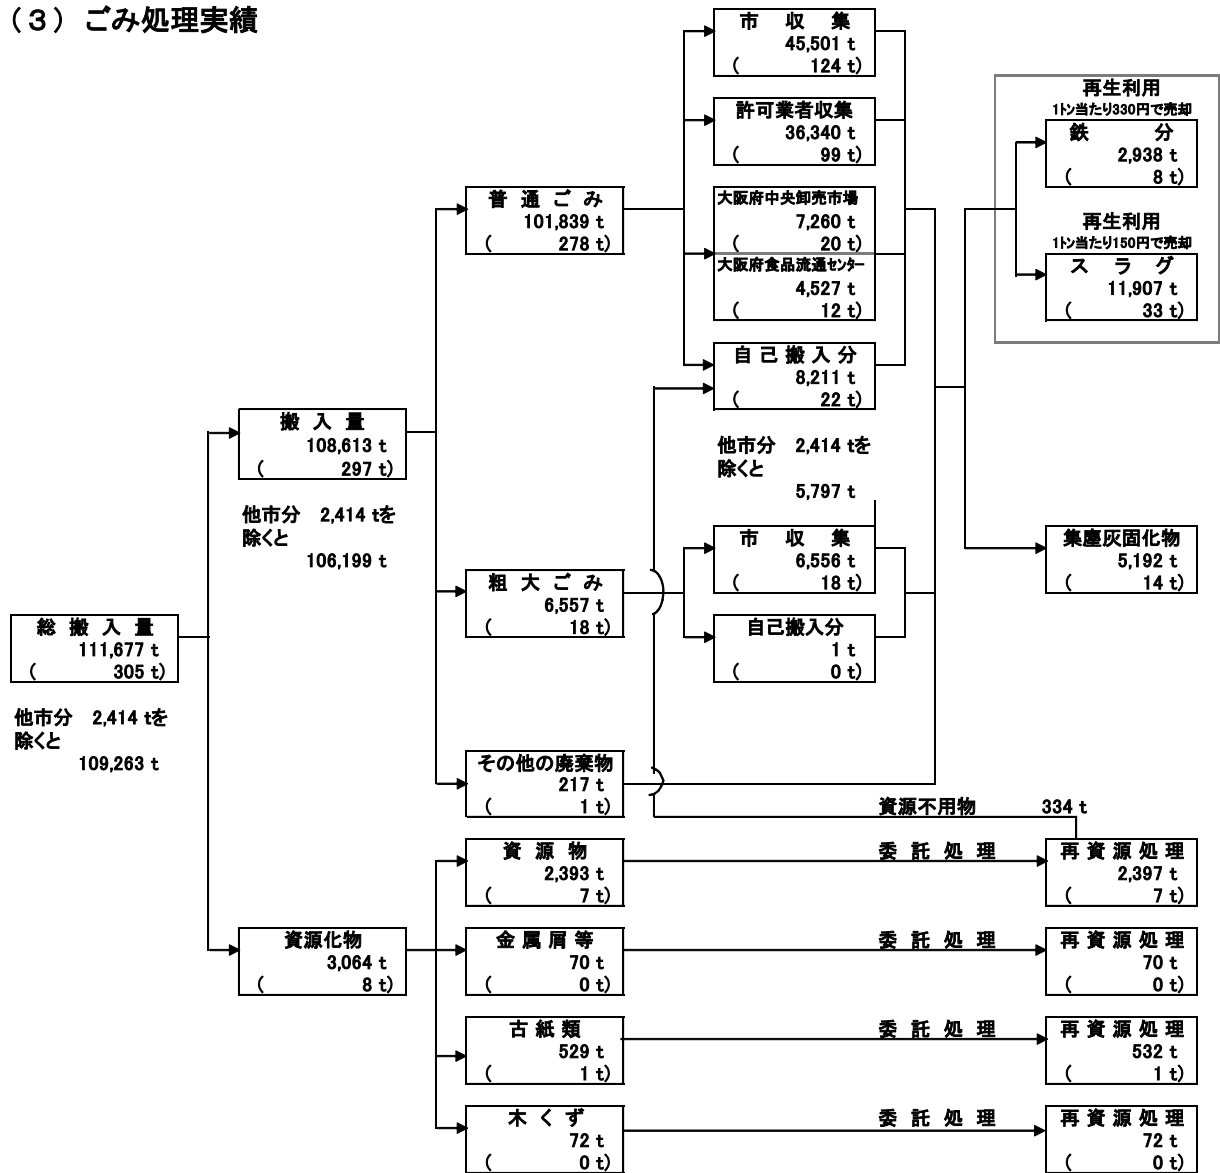 （３）ごみ処理実績
総搬入量
111,677 t
( 305 t)
他市分 2,414 tを
除くと
109,263 t
搬入量
108,613 t
( 297 t)
他市分 2,414 tを
除くと
106,199 t
資源化物
3,064 t
( 8 t)
普通ごみ
101,839 t
( 278 t)
粗大ごみ
6,557 t
( 18 t)
その他の廃棄物
217 t
( 1 t)
資源物
2,393 t
( 7 t)
金属屑等
70 t
( 0 t)
古紙類
529 t
( 1 t)
木くず
72 t
( 0 t)
市収集
45,501 t
( 124 t)
許可業者収集
36,340 t
( 99 t)
大阪府中央卸売市場
7,260 t
( 20 t)
大阪府食品流通センター
4,527 t
( 12 t)
自己搬入分
8,211 t
( 22 t)
他市分 2,414 tを
除くと
5,797 t
市収集
6,556 t
( 18 t)
自己搬入分
1 t
( 0 t)
資源不用物 334 t
委託処理
委託処理
委託処理
委託処理
再生利用
1トン当たり330円で売却
鉄分
2,938 t
( 8 t)
再生利用
1トン当たり150円で売却
スラグ
11,907 t
( 33 t)
集塵灰固化物
5,192 t
( 14 t)
再資源処理
2,397 t
( 7 t)
再資源処理
70 t
( 0 t)
再資源処理
532 t
( 1 t)
再資源処理
72 t
( 0 t)